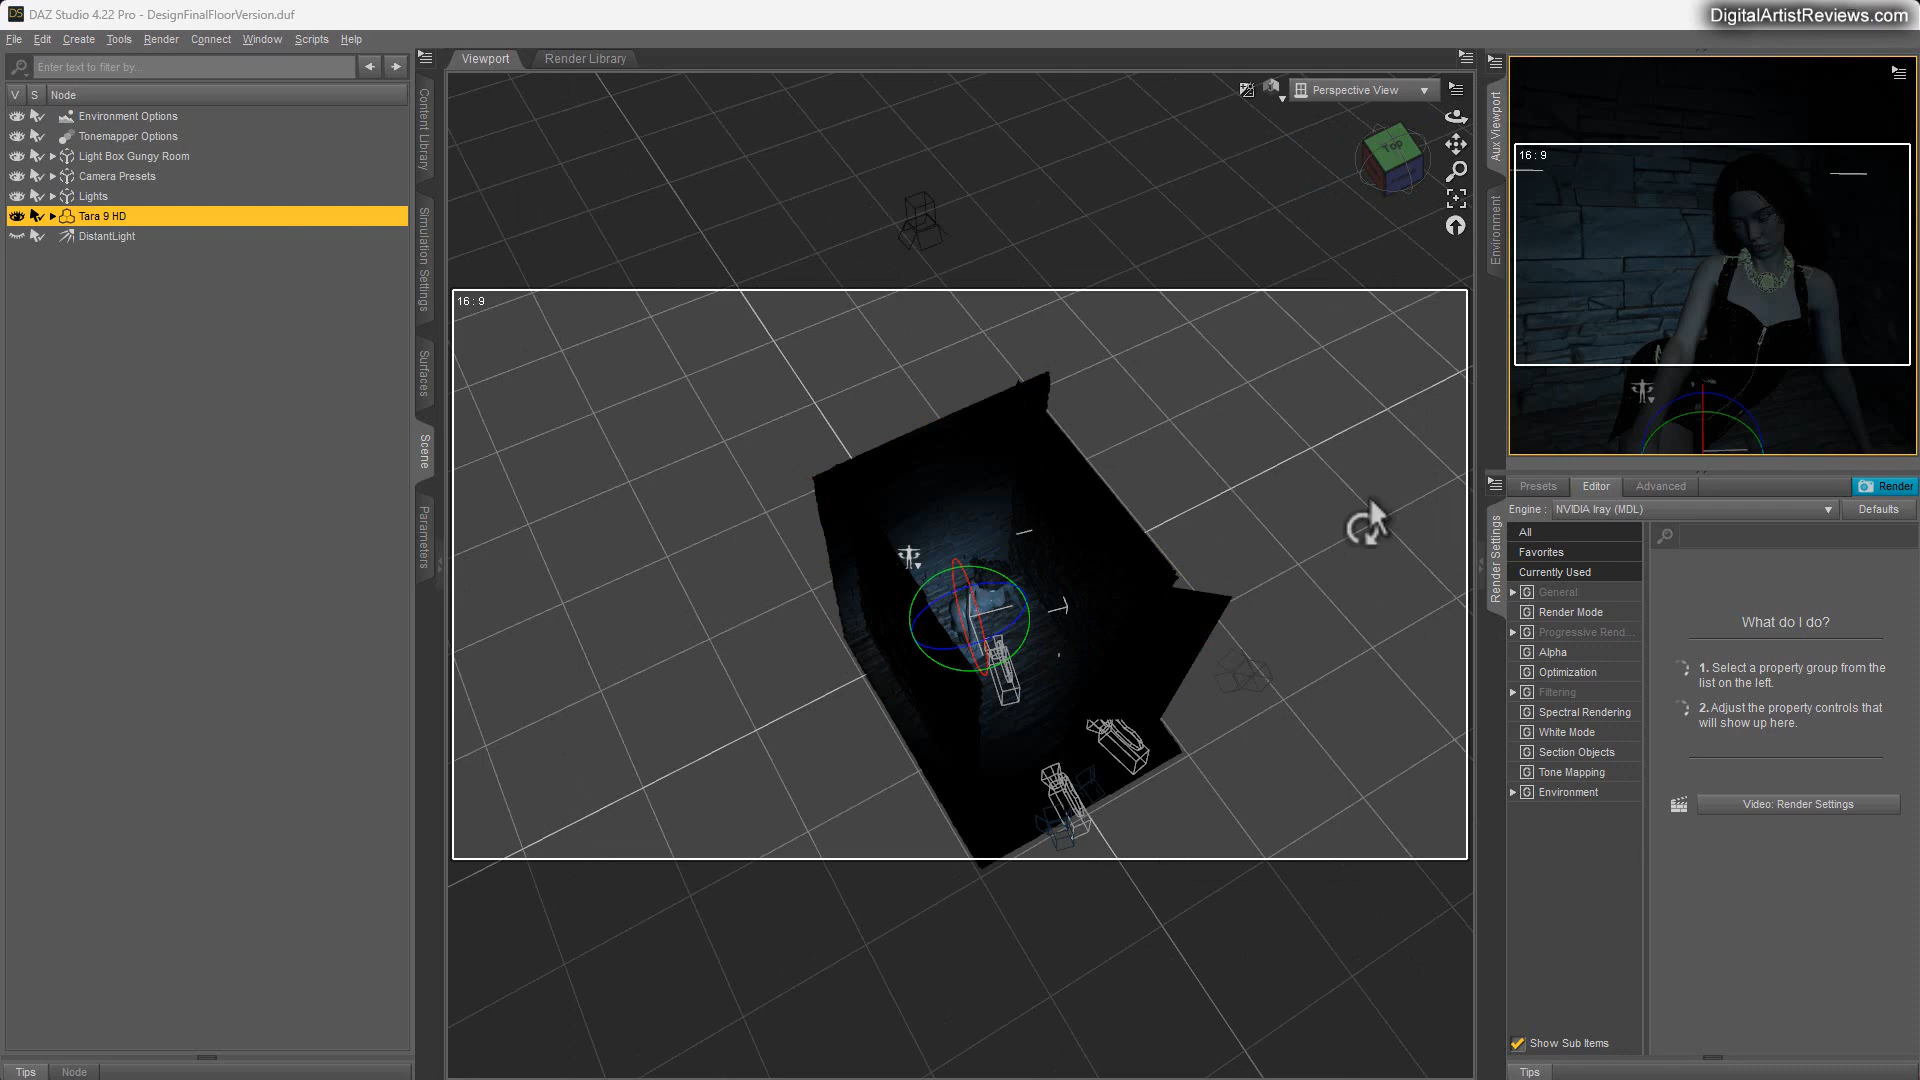 DS DAZ Studio 4.22 Pro - DesignFinalFloorVersion.duf
DigitalArtistReviews.com
File Edit Create Tools Render Connect Window Scripts Help
Enter text to filter by...
V S Node
Environment Options
Tonemapper Options
Light Box Gungy Room
Camera Presets
Lights
Tara 9 HD
DistantLight
Tips Node
Content Library
Simulation Settings
Surfaces
Scene
Parameters
Viewport Render Library
Perspective View
Top
16 : 9
Aux Viewport
Environment
16 : 9
Render Settings
Presets Editor Advanced Render
Engine : NVIDIA Iray (MDL) Defaults
All
Favorites
Currently Used
G General
G Render Mode
G Progressive Rend...
G Alpha
G Optimization
G Filtering
G Spectral Rendering
G White Mode
G Section Objects
G Tone Mapping
G Environment
What do I do?
1. Select a property group from the
list on the left.
2. Adjust the property controls that
will show up here.
Video: Render Settings
Show Sub Items
Tips